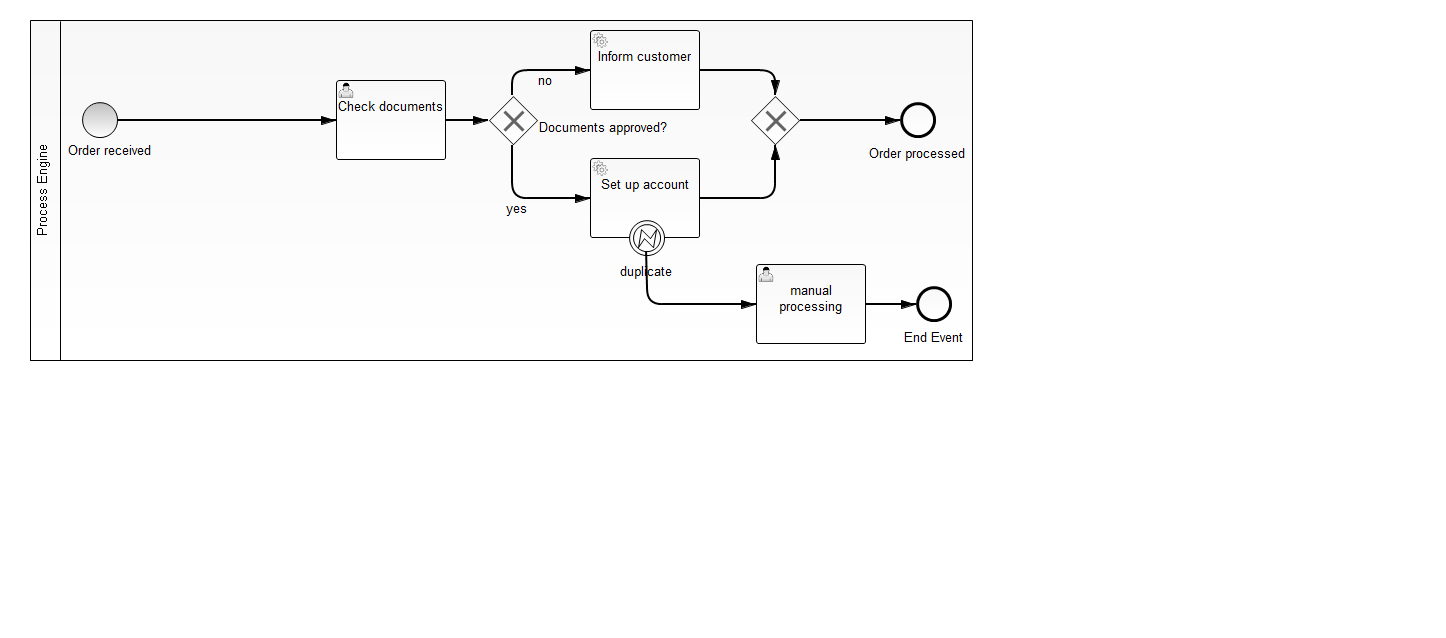 Process Engine
Order received
Check documents
no
Inform customer
Documents approved?
yes
Set up account
duplicate
manual
processing
Order processed
End Event